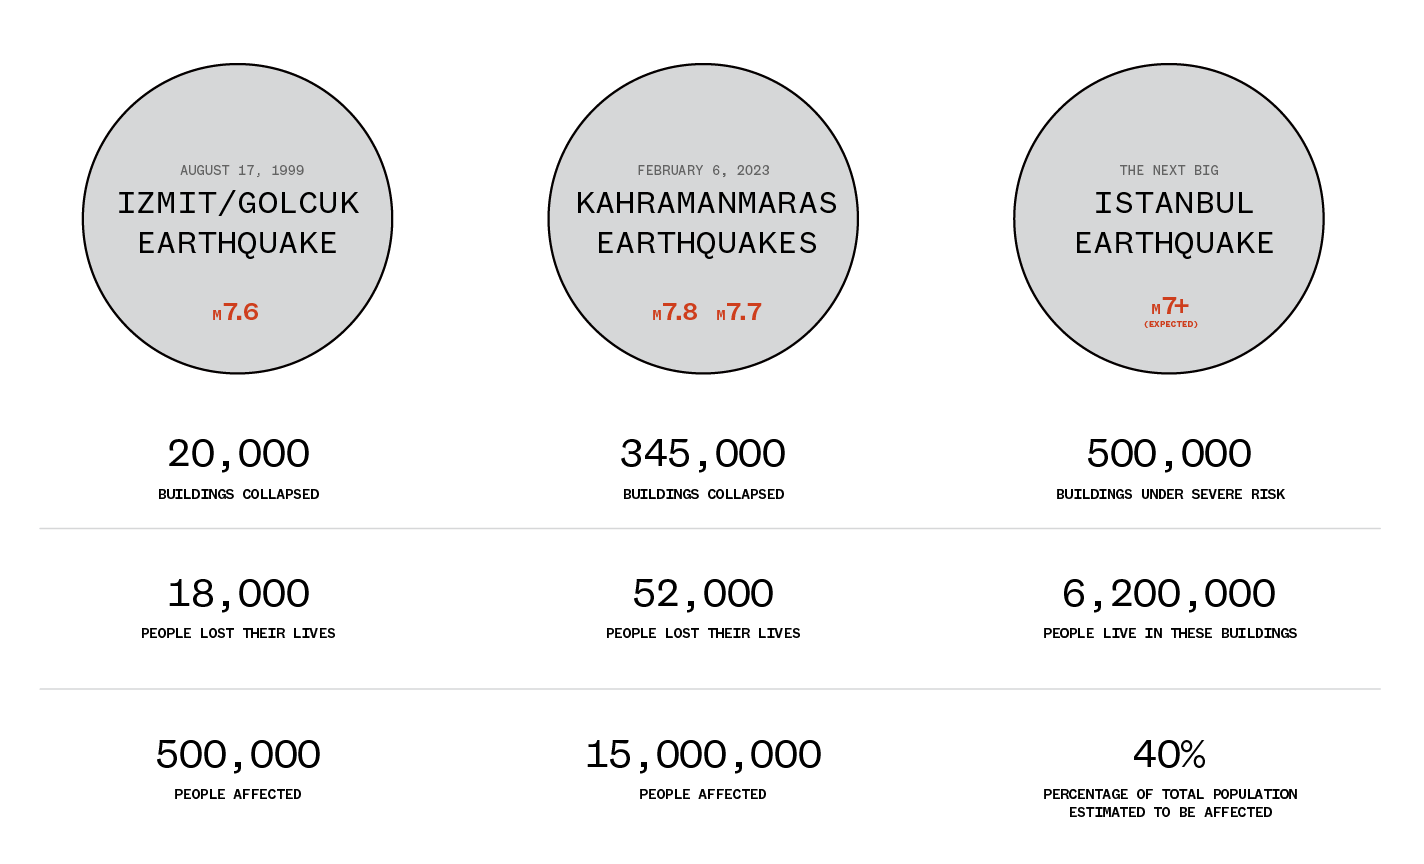 AUGUST 17, 1999
IZMIT/GOLCUK
EARTHQUAKE
M7.6
FEBRUARY 6, 2023
KAHRAMANMARAS
EARTHQUAKES
M7.8 M7.7
THE NEXT BIG
ISTANBUL
EARTHQUAKE
M7+
(EXPECTED)
20,000
BUILDINGS COLLAPSED
345,000
BUILDINGS COLLAPSED
500,000
BUILDINGS UNDER SEVERE RISK
18,000
PEOPLE LOST THEIR LIVES
52,000
PEOPLE LOST THEIR LIVES
6,200,000
PEOPLE LIVE IN THESE BUILDINGS
500,000
PEOPLE AFFECTED
15,000,000
PEOPLE AFFECTED
40%
PERCENTAGE OF TOTAL POPULATION
ESTIMATED TO BE AFFECTED